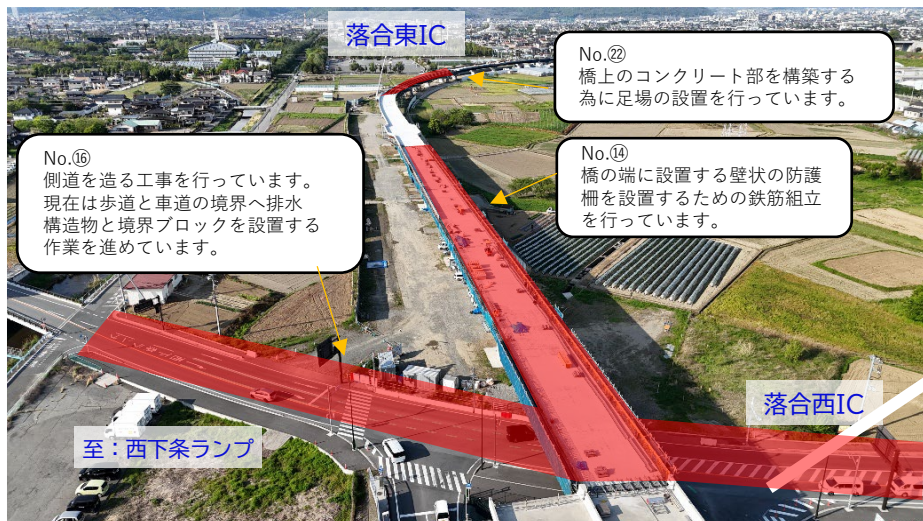 落合東IC
No.㉒
橋上のコンクリート部を構築する
為に足場の設置を行っています。
No.⑯
側道を造る工事を行っています。
現在は歩道と車道の境界へ排水
構造物と境界ブロックを設置する
作業を進めています。
No.⑭
橋の端に設置する壁状の防護
柵を設置するための鉄筋組立
を行っています。
落合西IC
至：西下条ランプ